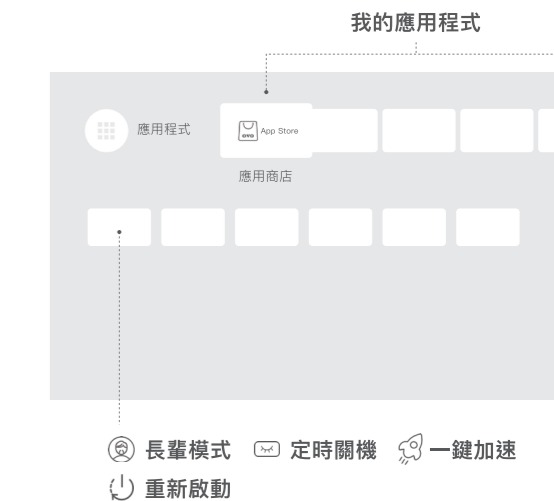 我的應用程式
應用程式
OVO App Store
應用商店
長輩模式 定時關機 一鍵加速
重新啟動